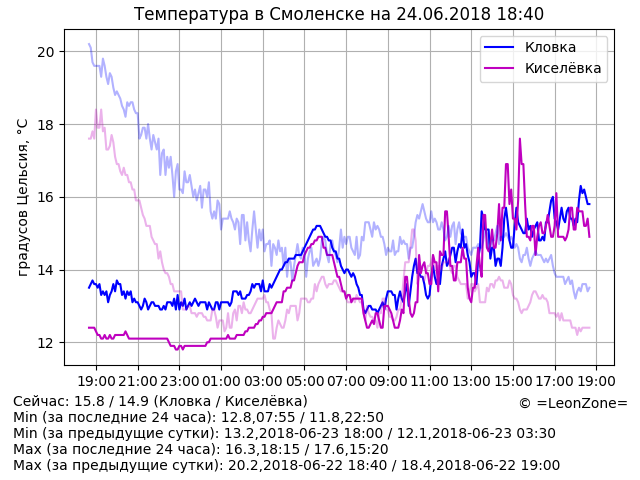 Температура в Смоленске на 24.06.2018 18:40
градусов Цельсия, °C
20
18
16
14
12
Кловка
Киселёвка
19:00 21:00 23:00 01:00 03:00 05:00 07:00 09:00 11:00 13:00 15:00 17:00 19:00
Сейчас: 15.8 / 14.9 (Кловка / Киселёвка)
© =LeonZone=
Min (за последние 24 часа): 12.8,07:55 / 11.8,22:50
Min (за предыдущие сутки): 13.2,2018-06-23 18:00 / 12.1,2018-06-23 03:30
Max (за последние 24 часа): 16.3,18:15 / 17.6,15:20
Max (за предыдущие сутки): 20.2,2018-06-22 18:40 / 18.4,2018-06-22 19:00